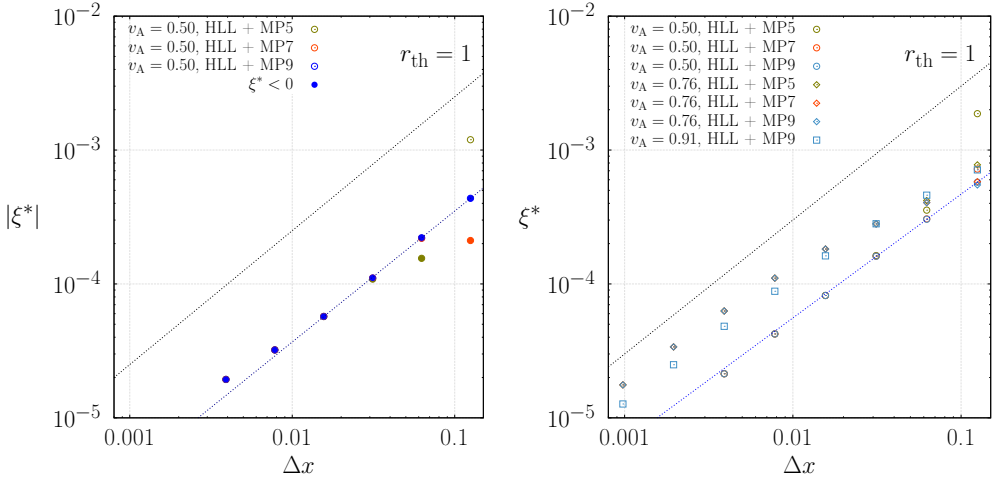 v_A = 0.50, HLL + MP5
v_A = 0.50, HLL + MP7
v_A = 0.50, HLL + MP9
ξ* < 0
r_th = 1
10^−2
10^−3
10^−4
10^−5
|ξ*|
0.001
0.01
0.1
Δx
v_A = 0.50, HLL + MP5
v_A = 0.50, HLL + MP7
v_A = 0.50, HLL + MP9
v_A = 0.76, HLL + MP5
v_A = 0.76, HLL + MP7
v_A = 0.76, HLL + MP9
v_A = 0.91, HLL + MP9
r_th = 1
10^−2
10^−3
10^−4
10^−5
ξ*
0.001
0.01
0.1
Δx